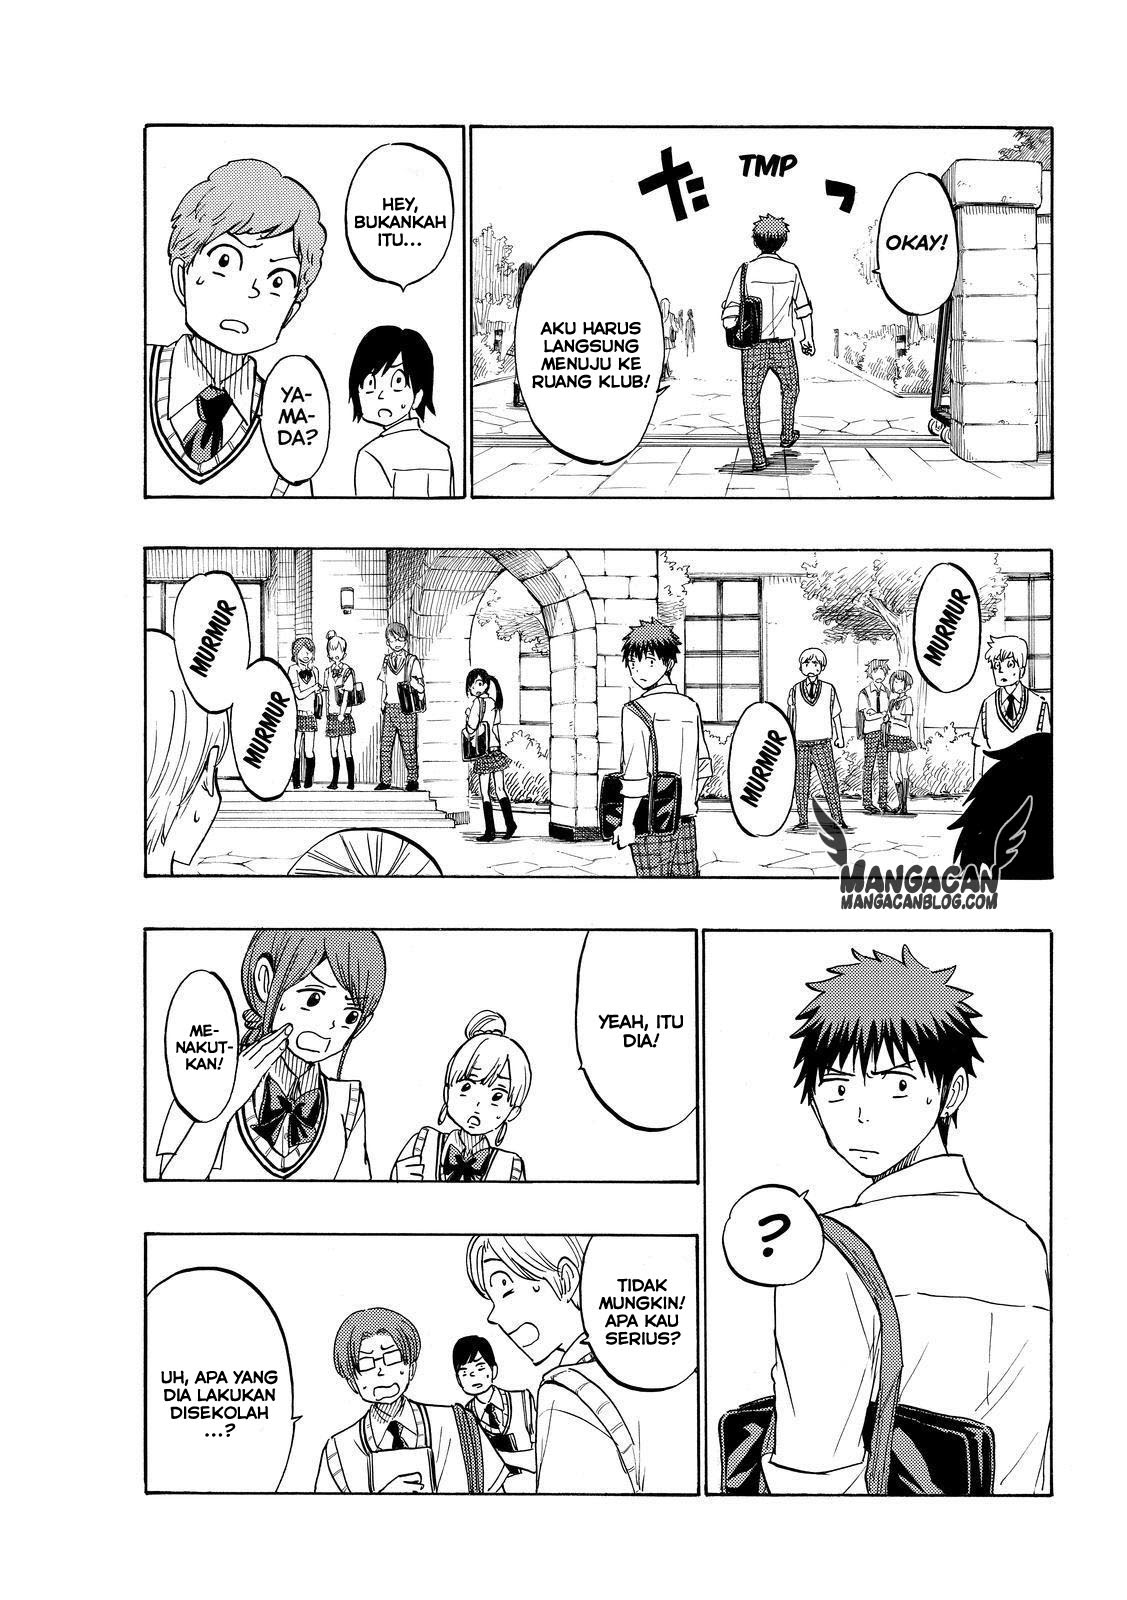 OKAY!
TMP
タッ
AKU HARUS
LANGSUNG
MENUJU KE
RUANG KLUB!
HEY,
BUKANKAH
ITU...
YA-
MA-
DA?
MURMUR
MURMUR
MURMUR
MURMUR
MANGACAN
MANGACANBLOG.COM
?
YEAH, ITU
DIA!
ME-
NAKUT-
KAN!
TIDAK
MUNGKIN!
APA KAU
SERIUS?
UH, APA YANG
DIA LAKUKAN
DISEKOLAH
...?